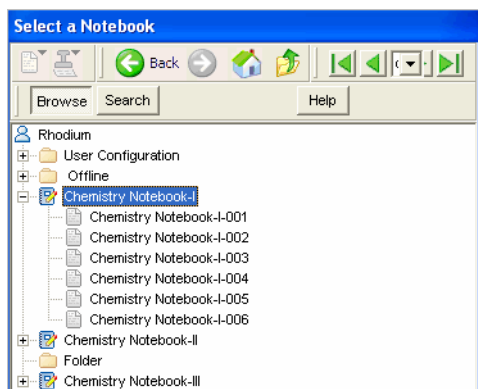 Select a Notebook
Back
Browse Search Help
Rhodium
User Configuration
Offline
Chemistry Notebook-I
Chemistry Notebook-I-001
Chemistry Notebook-I-002
Chemistry Notebook-I-003
Chemistry Notebook-I-004
Chemistry Notebook-I-005
Chemistry Notebook-I-006
Chemistry Notebook-II
Folder
Chemistry Notebook-III